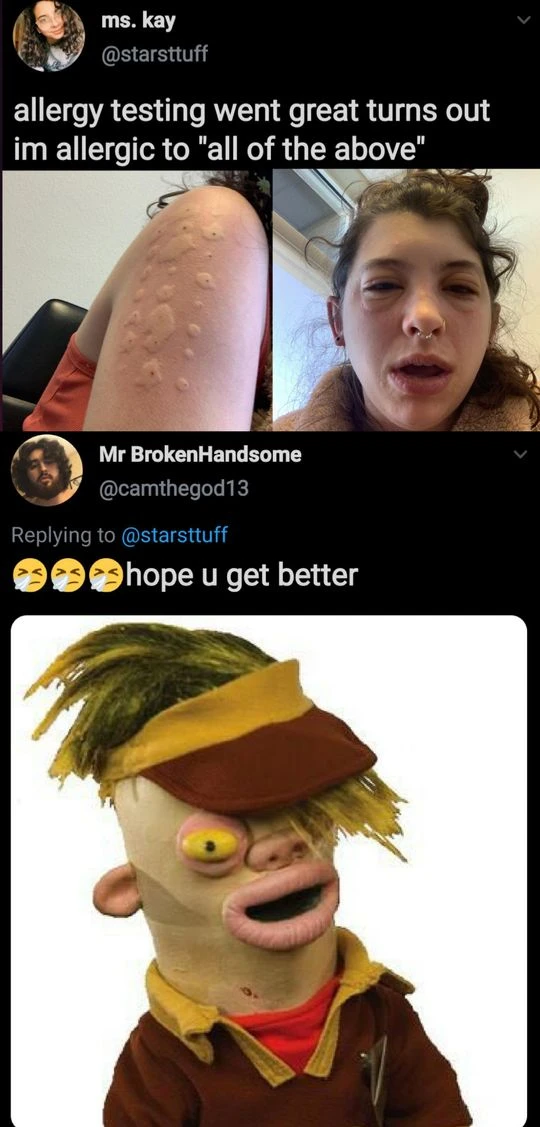 ms. kay
@starsttuff
allergy testing went great turns out
im allergic to "all of the above"
Mr BrokenHandsome
@camthegod13
Replying to @starsttuff
🤧🤧🤧hope u get better